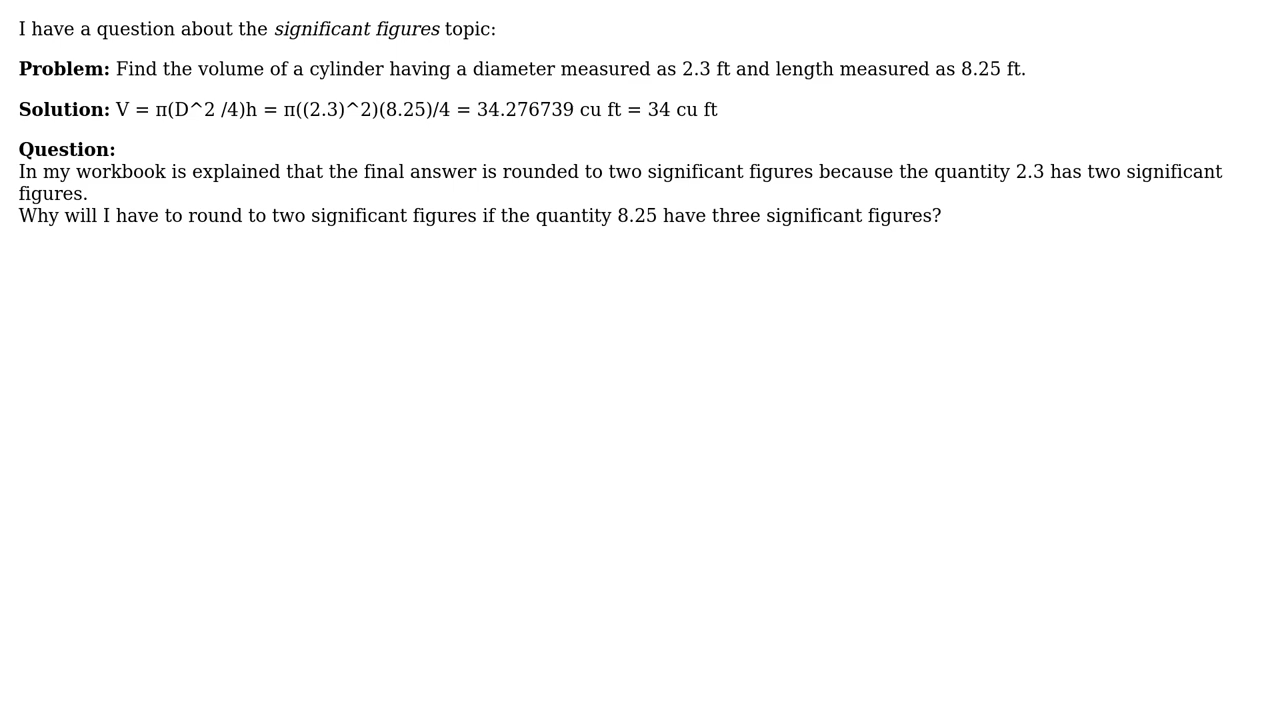 I have a question about the significant figures topic:
Problem: Find the volume of a cylinder having a diameter measured as 2.3 ft and length measured as 8.25 ft.
Solution: V = π(D^2 /4)h = π((2.3)^2)(8.25)/4 = 34.276739 cu ft = 34 cu ft
Question:
In my workbook is explained that the final answer is rounded to two significant figures because the quantity 2.3 has two significant
figures.
Why will I have to round to two significant figures if the quantity 8.25 have three significant figures?